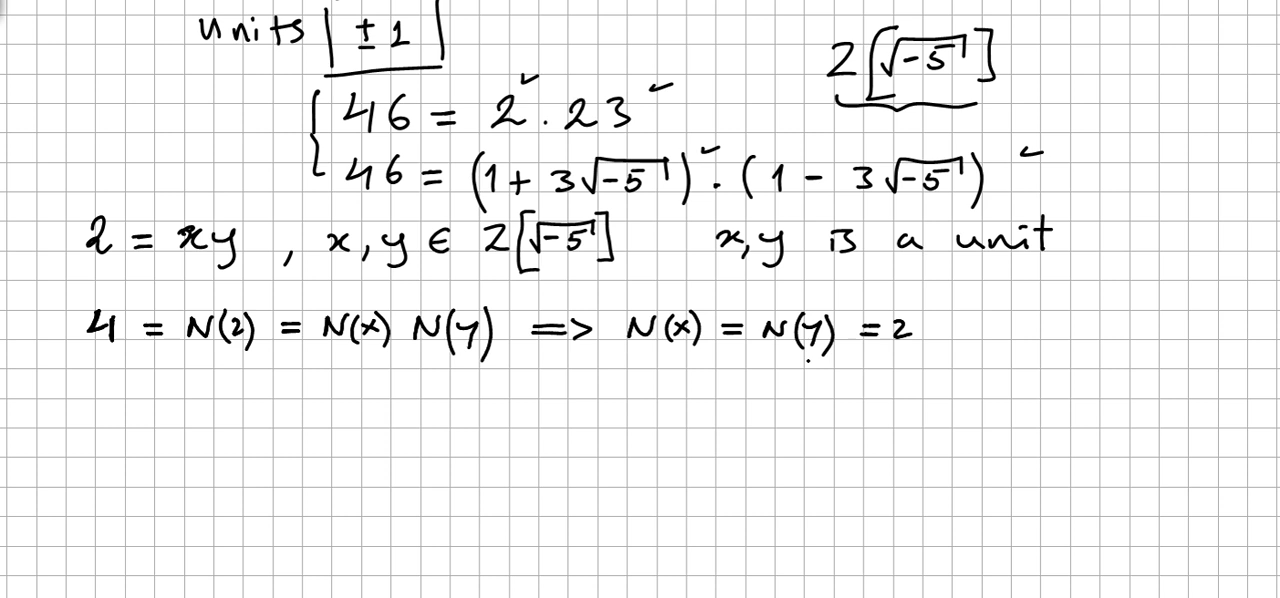 units | ± 1 |
Z[√-5]
46 = 2 . 23
46 = (1 + 3√-5) . (1 - 3√-5)
2 = xy , x, y ∈ Z[√-5] x, y is a unit
4 = N(2) = N(x) N(y) => N(x) = N(y) = 2